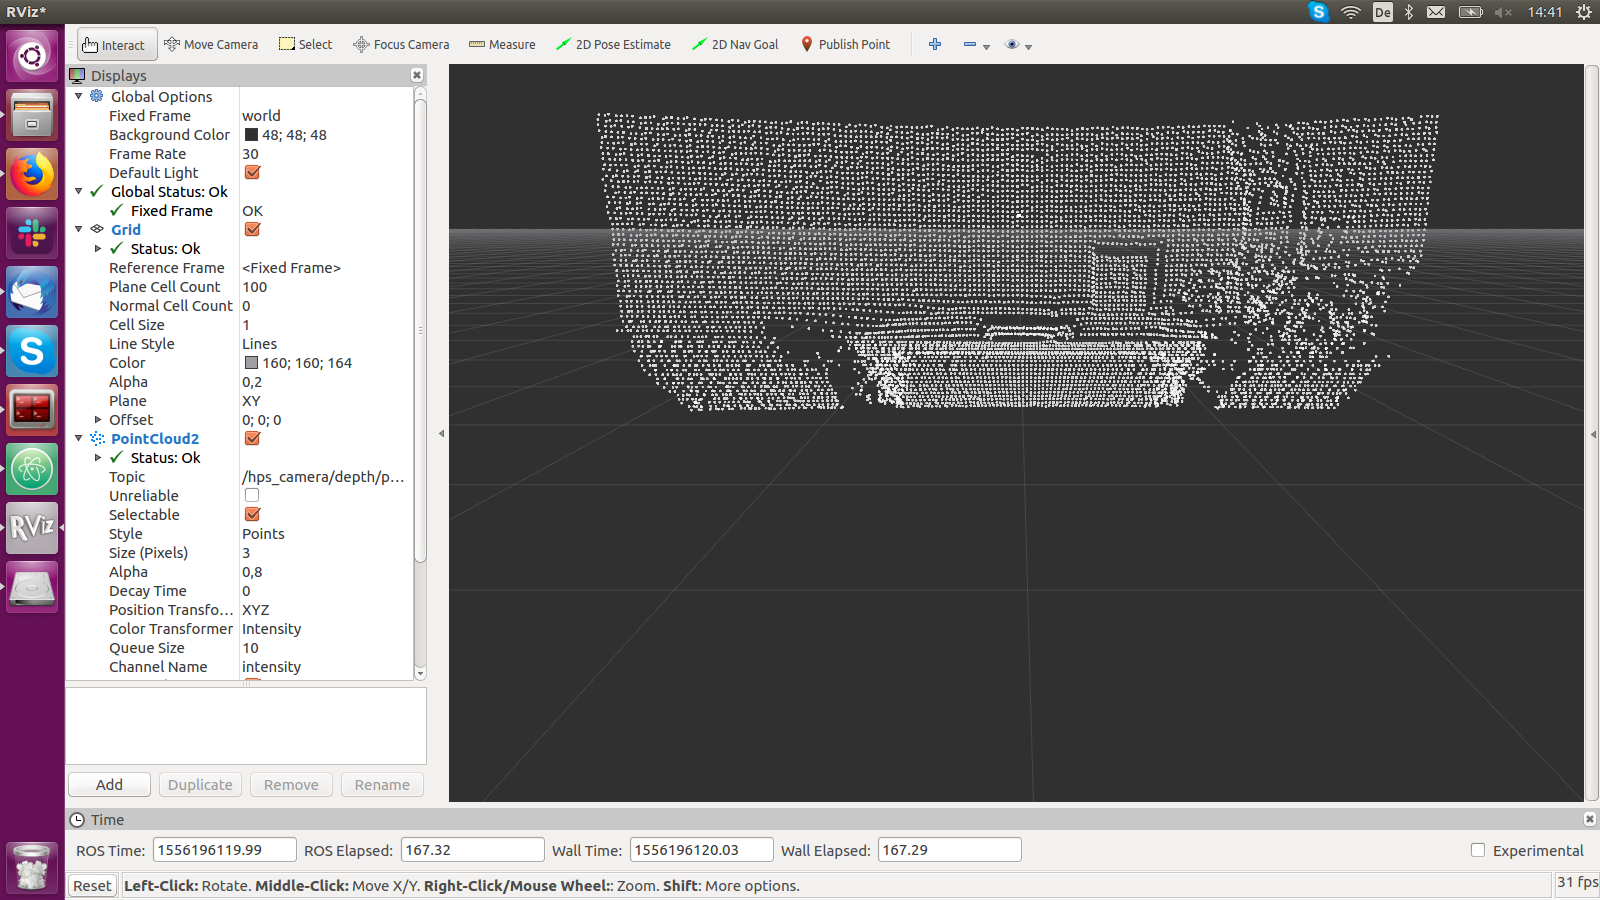 RViz*
De
14:41
Interact
Move Camera
Select
Focus Camera
Measure
2D Pose Estimate
2D Nav Goal
Publish Point
Displays
Global Options
Fixed Frame world
Background Color 48; 48; 48
Frame Rate 30
Default Light
Global Status: Ok
Fixed Frame OK
Grid
Status: Ok
Reference Frame <Fixed Frame>
Plane Cell Count 100
Normal Cell Count 0
Cell Size 1
Line Style Lines
Color 160; 160; 164
Alpha 0,2
Plane XY
Offset 0; 0; 0
PointCloud2
Status: Ok
Topic /hps_camera/depth/p…
Unreliable
Selectable
Style Points
Size (Pixels) 3
Alpha 0,8
Decay Time 0
Position Transfo… XYZ
Color Transformer Intensity
Queue Size 10
Channel Name intensity
S
RViz
Add
Duplicate
Remove
Rename
Time
ROS Time: 1556196119.99 ROS Elapsed: 167.32 Wall Time: 1556196120.03 Wall Elapsed: 167.29 Experimental
Reset Left-Click: Rotate. Middle-Click: Move X/Y. Right-Click/Mouse Wheel:: Zoom. Shift: More options. 31 fps